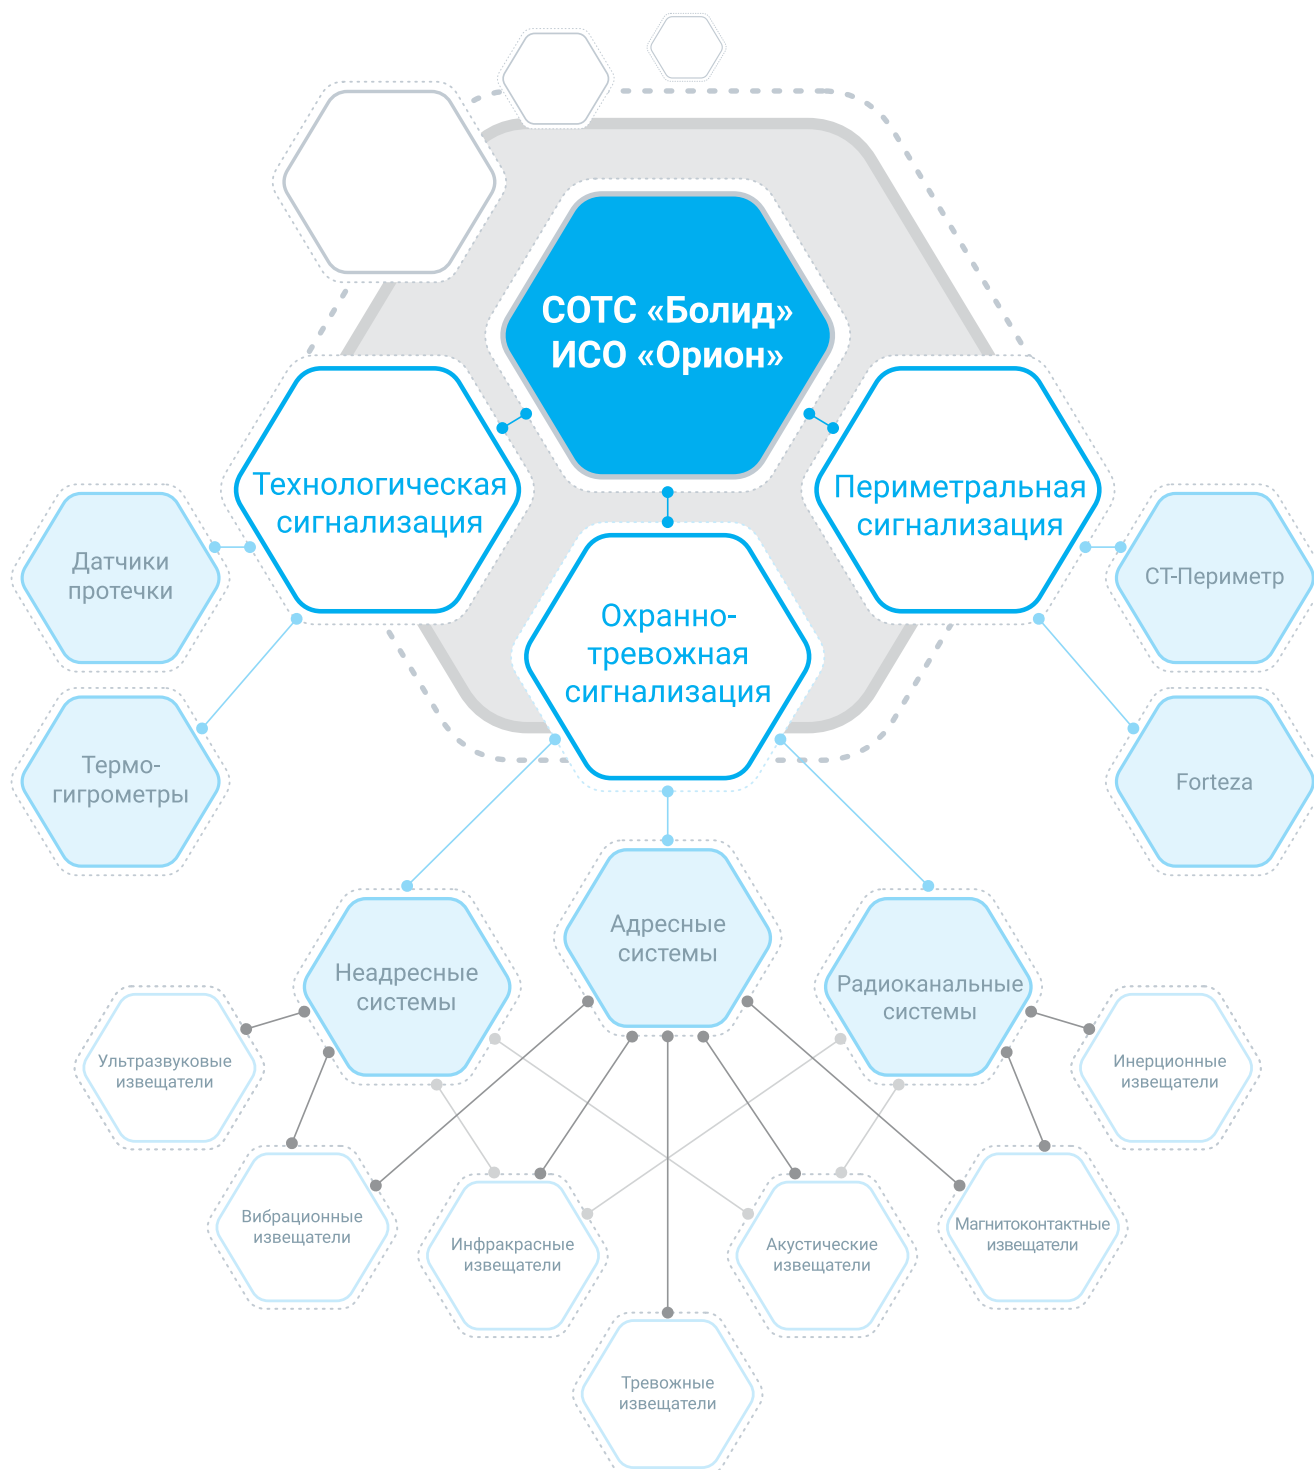 СОТС «Болид»
ИСО «Орион»
Технологическая
сигнализация
Периметральная
сигнализация
Охранно-
тревожная
сигнализация
Датчики
протечки
СТ-Периметр
Термо-
гигрометры
Forteza
Неадресные
системы
Адресные
системы
Радиоканальные
системы
Ультразвуковые
извещатели
Инерционные
извещатели
Вибрационные
извещатели
Инфракрасные
извещатели
Акустические
извещатели
Магнитоконтактные
извещатели
Тревожные
извещатели